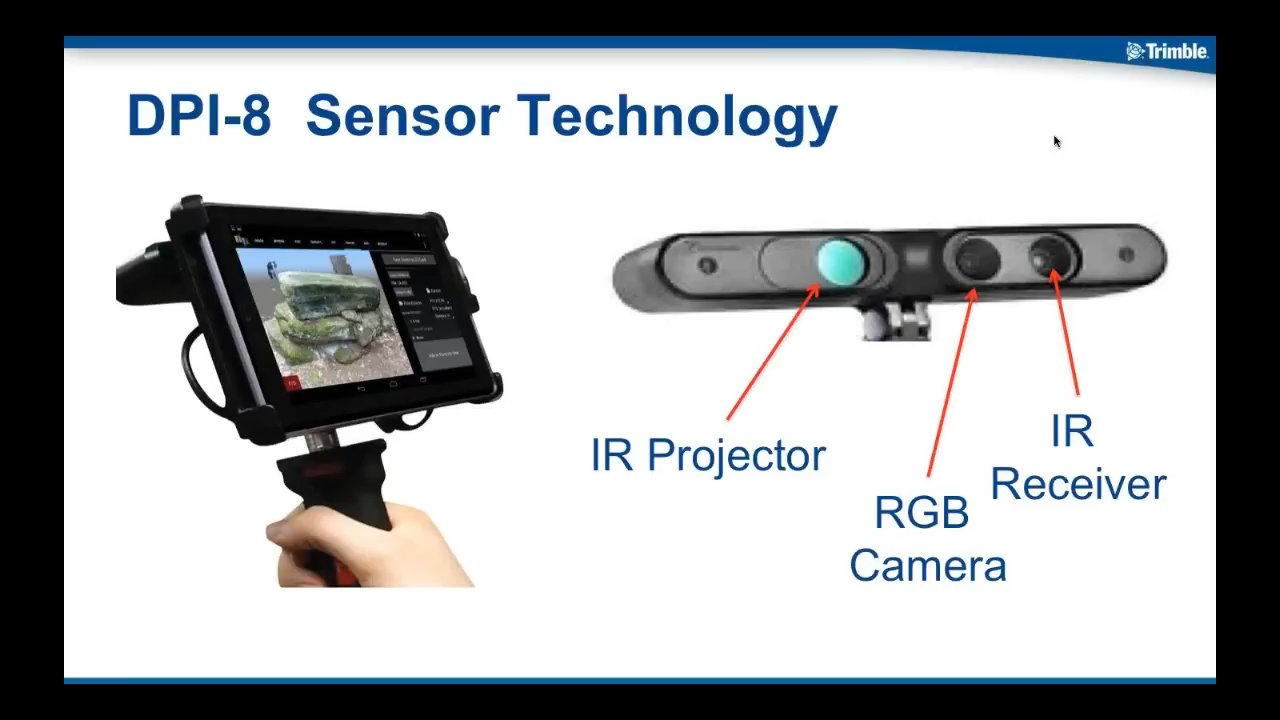 Trimble
DPI-8 Sensor Technology
IR Projector
RGB
Camera
IR
Receiver